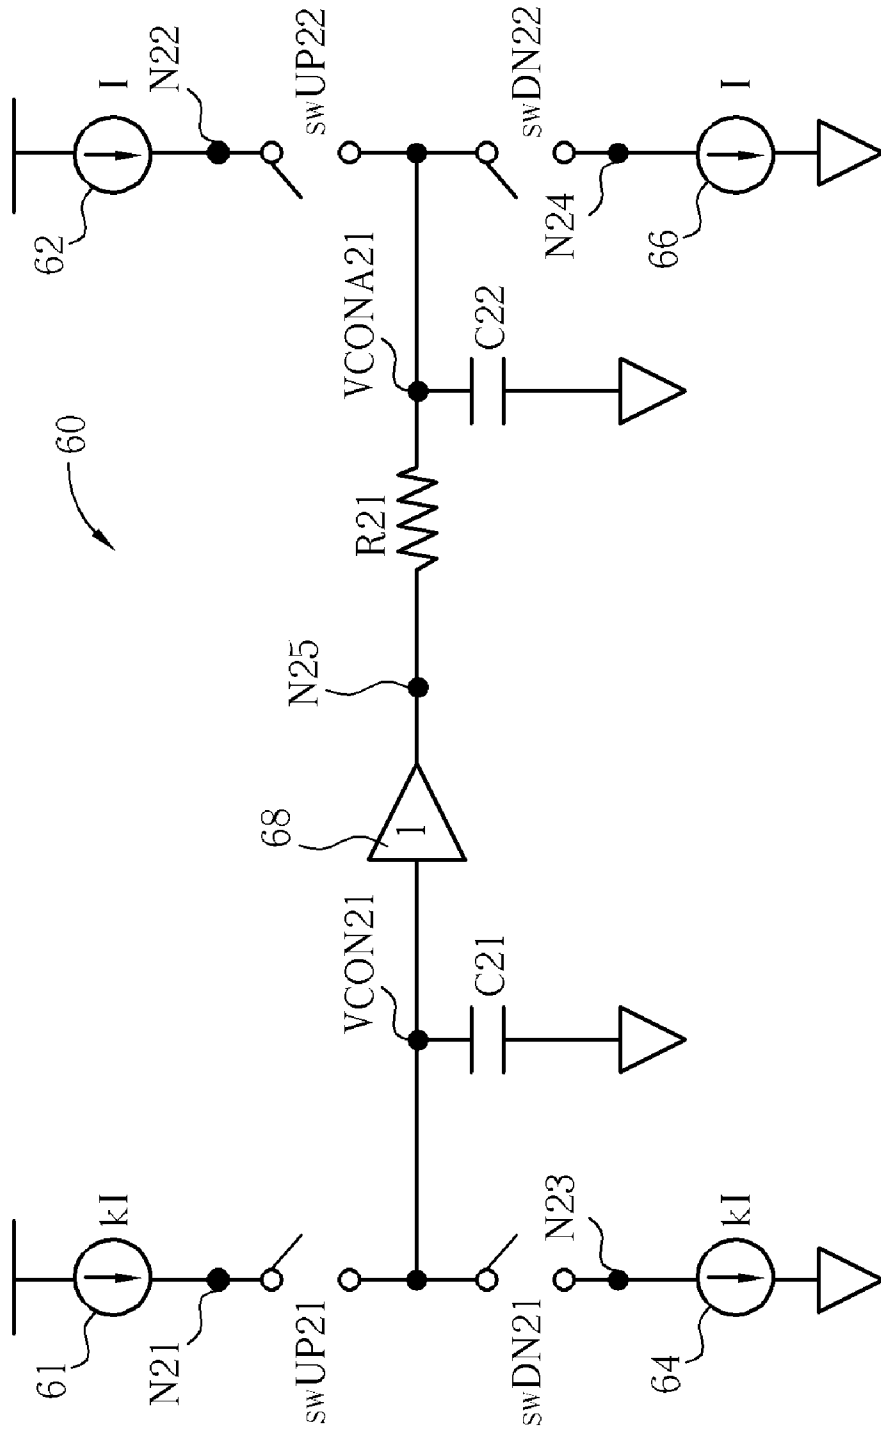 61
62
60
kI
I
N21
N22
68
N25
swUP21
swUP22
VCON21
R21
VCONA21
1
C21
C22
swDN21
swDN22
N23
N24
64
66
kI
I